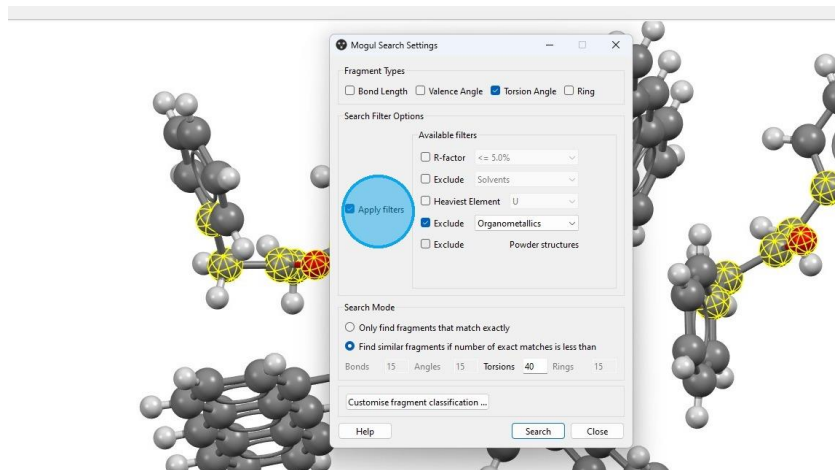 Mogul Search Settings
Fragment Types
Bond Length Valence Angle Torsion Angle Ring
Search Filter Options
Available filters
R-factor <= 5.0%
Exclude Solvents
Apply filters
Heaviest Element U
Exclude Organometallics
Exclude Powder structures
Search Mode
Only find fragments that match exactly
Find similar fragments if number of exact matches is less than
Bonds 15 Angles 15 Torsions 40 Rings 15
Customise fragment classification ...
Help Search Close